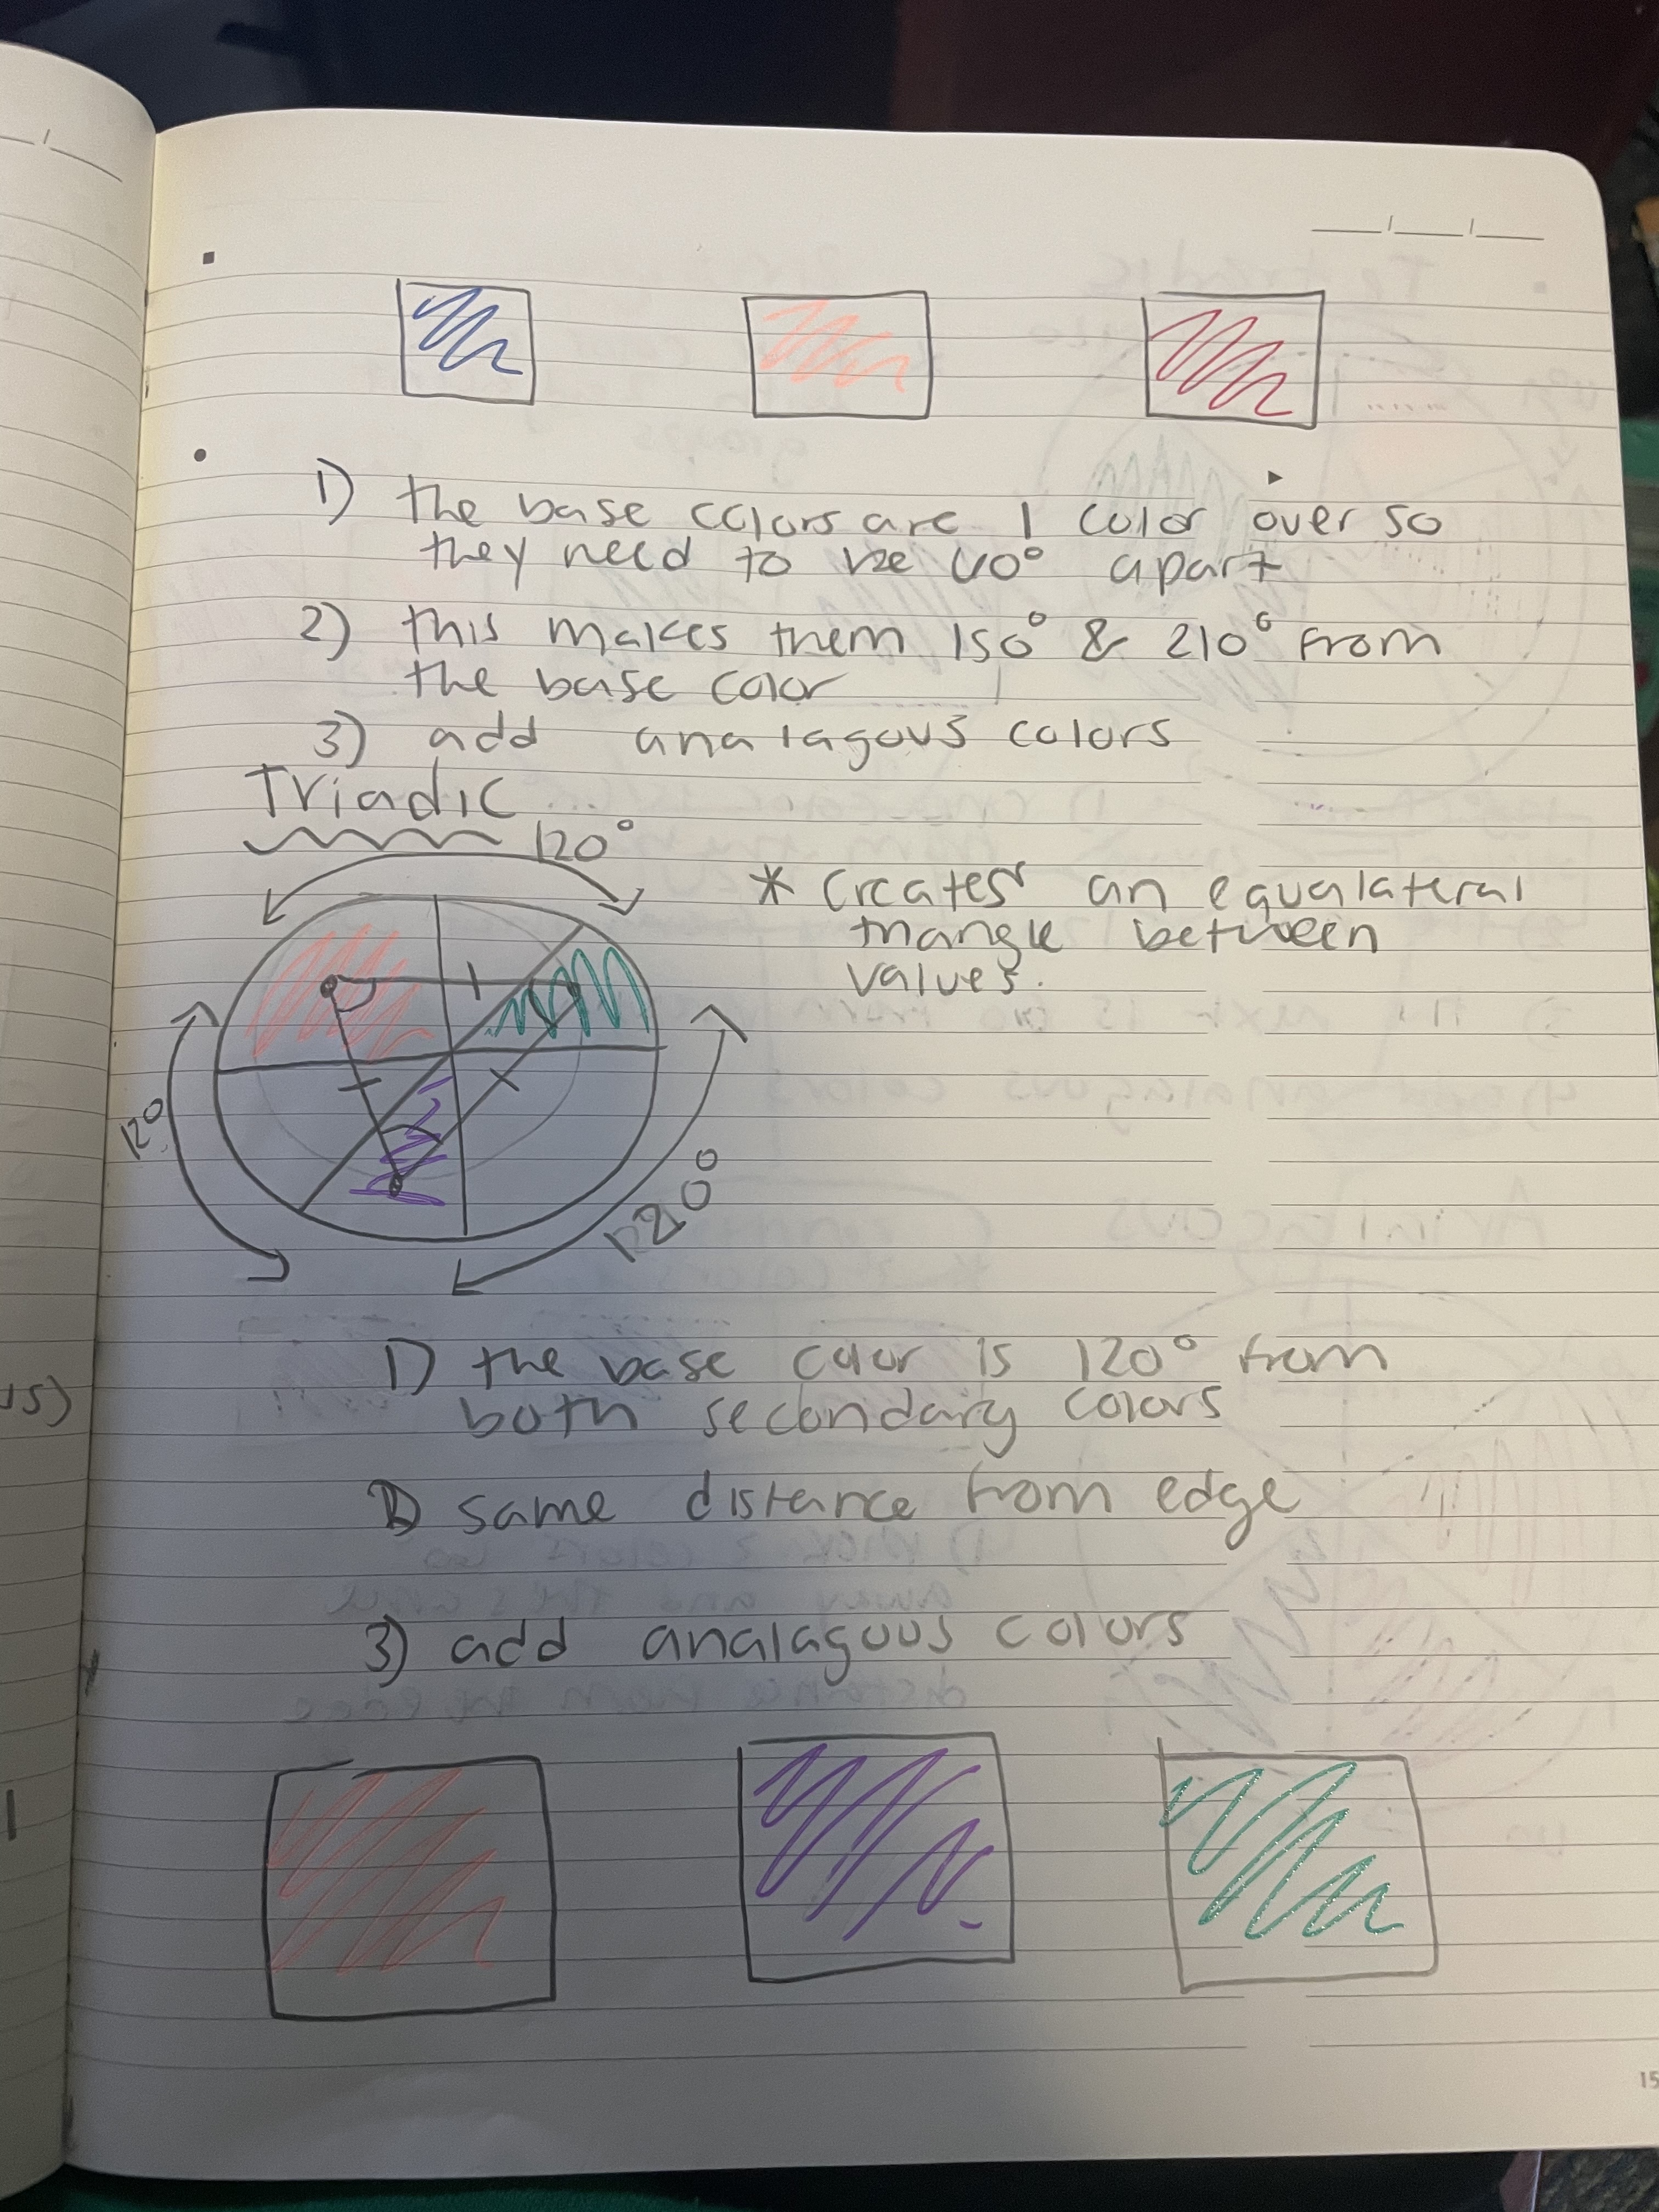 1) the base colors are 1 color over so
they need to be 60° apart
2) this makes them 150° & 210° from
the base color
3) add analagous colors
Triadic
120°
* Creates an equalateral
triangle between
values.
120
120°
1) the base color is 120° from
both secondary colors
2) same distance from edge
3) add analagous colors
15